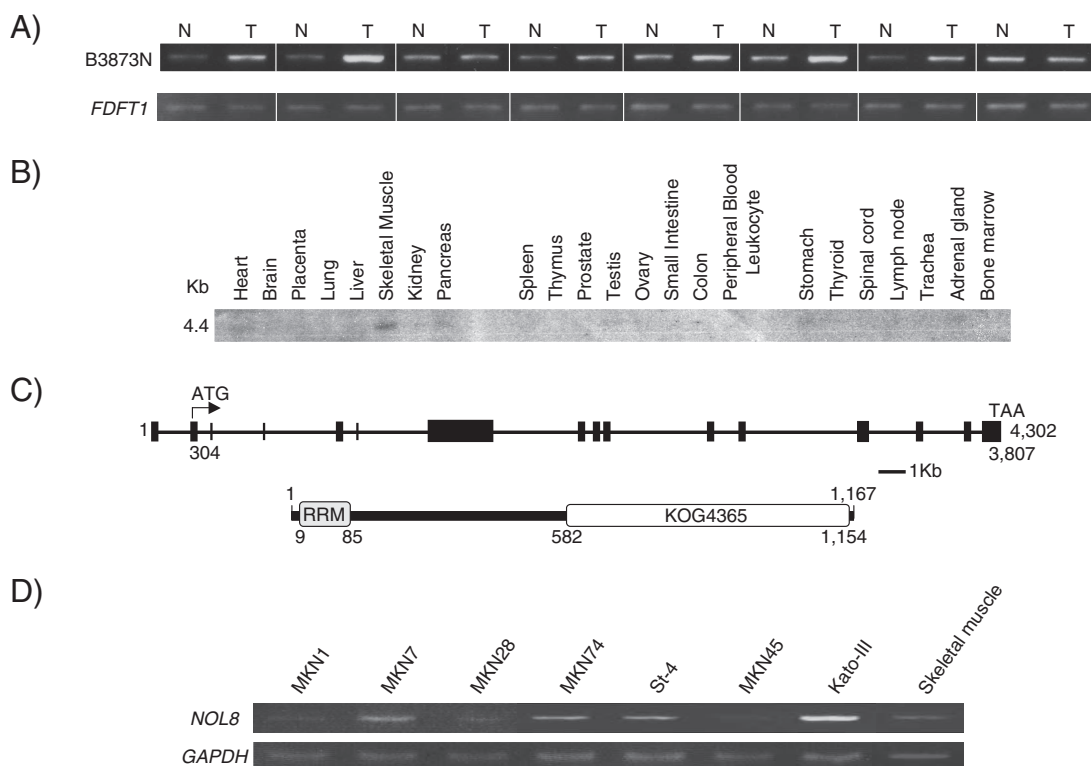 A)
N T N T N T N T N T N T N T N T
B3873N
FDFT1
B)
Heart
Brain
Placenta
Lung
Liver
Skeletal Muscle
Kidney
Pancreas
Spleen
Thymus
Prostate
Testis
Ovary
Small Intestine
Colon
Peripheral Blood
Leukocyte
Stomach
Thyroid
Spinal cord
Lymph node
Trachea
Adrenal gland
Bone marrow
Kb
4.4
C)
ATG
TAA
1
4,302
304
3,807
1Kb
1
1,167
RRM
KOG4365
9
85
582
1,154
D)
MKN1
MKN7
MKN28
MKN74
St-4
MKN45
Kato-III
Skeletal muscle
NOL8
GAPDH